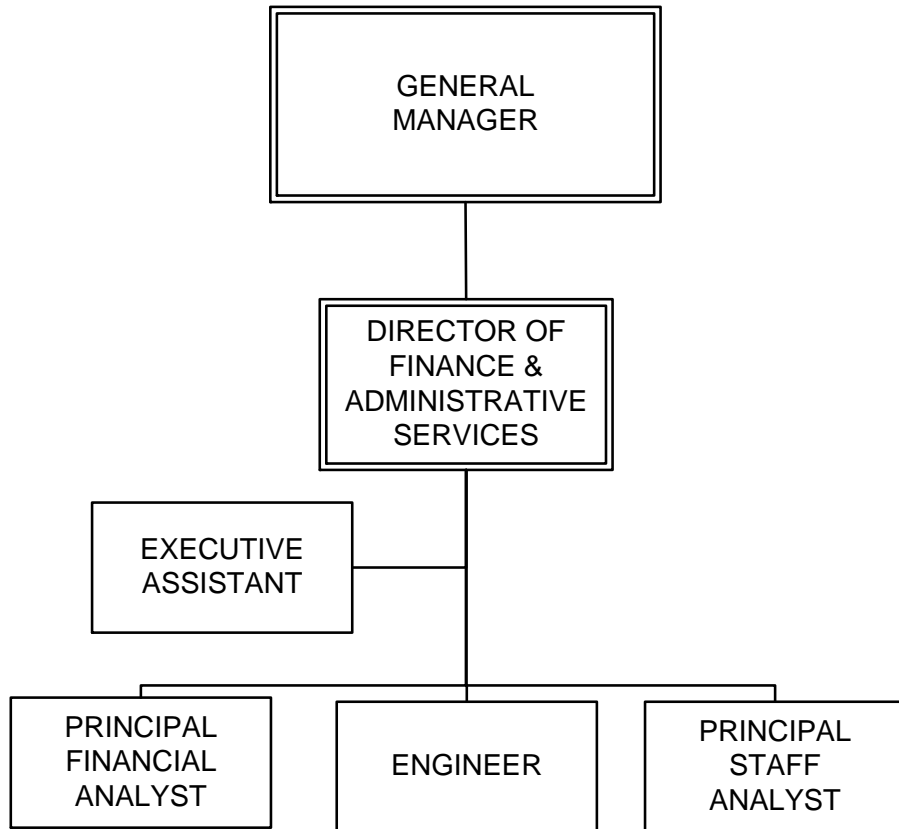 GENERAL
MANAGER
DIRECTOR OF
FINANCE &
ADMINISTRATIVE
SERVICES
EXECUTIVE
ASSISTANT
PRINCIPAL
FINANCIAL
ANALYST
ENGINEER
PRINCIPAL
STAFF
ANALYST